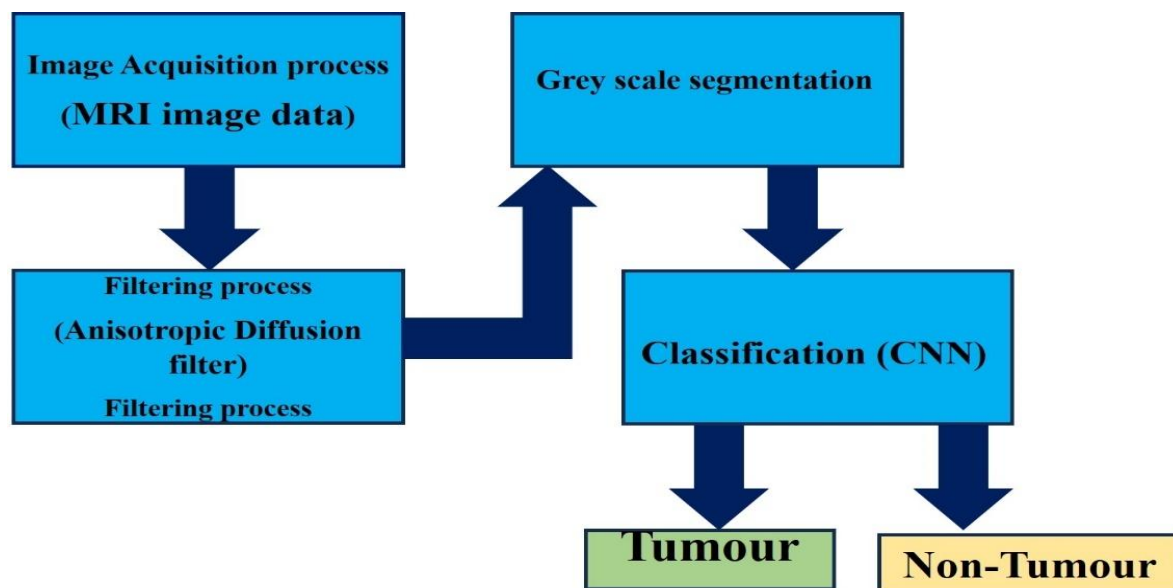 Image Acquisition process
(MRI image data)
Filtering process
(Anisotropic Diffusion
filter)
Filtering process
Grey scale segmentation
Classification (CNN)
Tumour
Non-Tumour